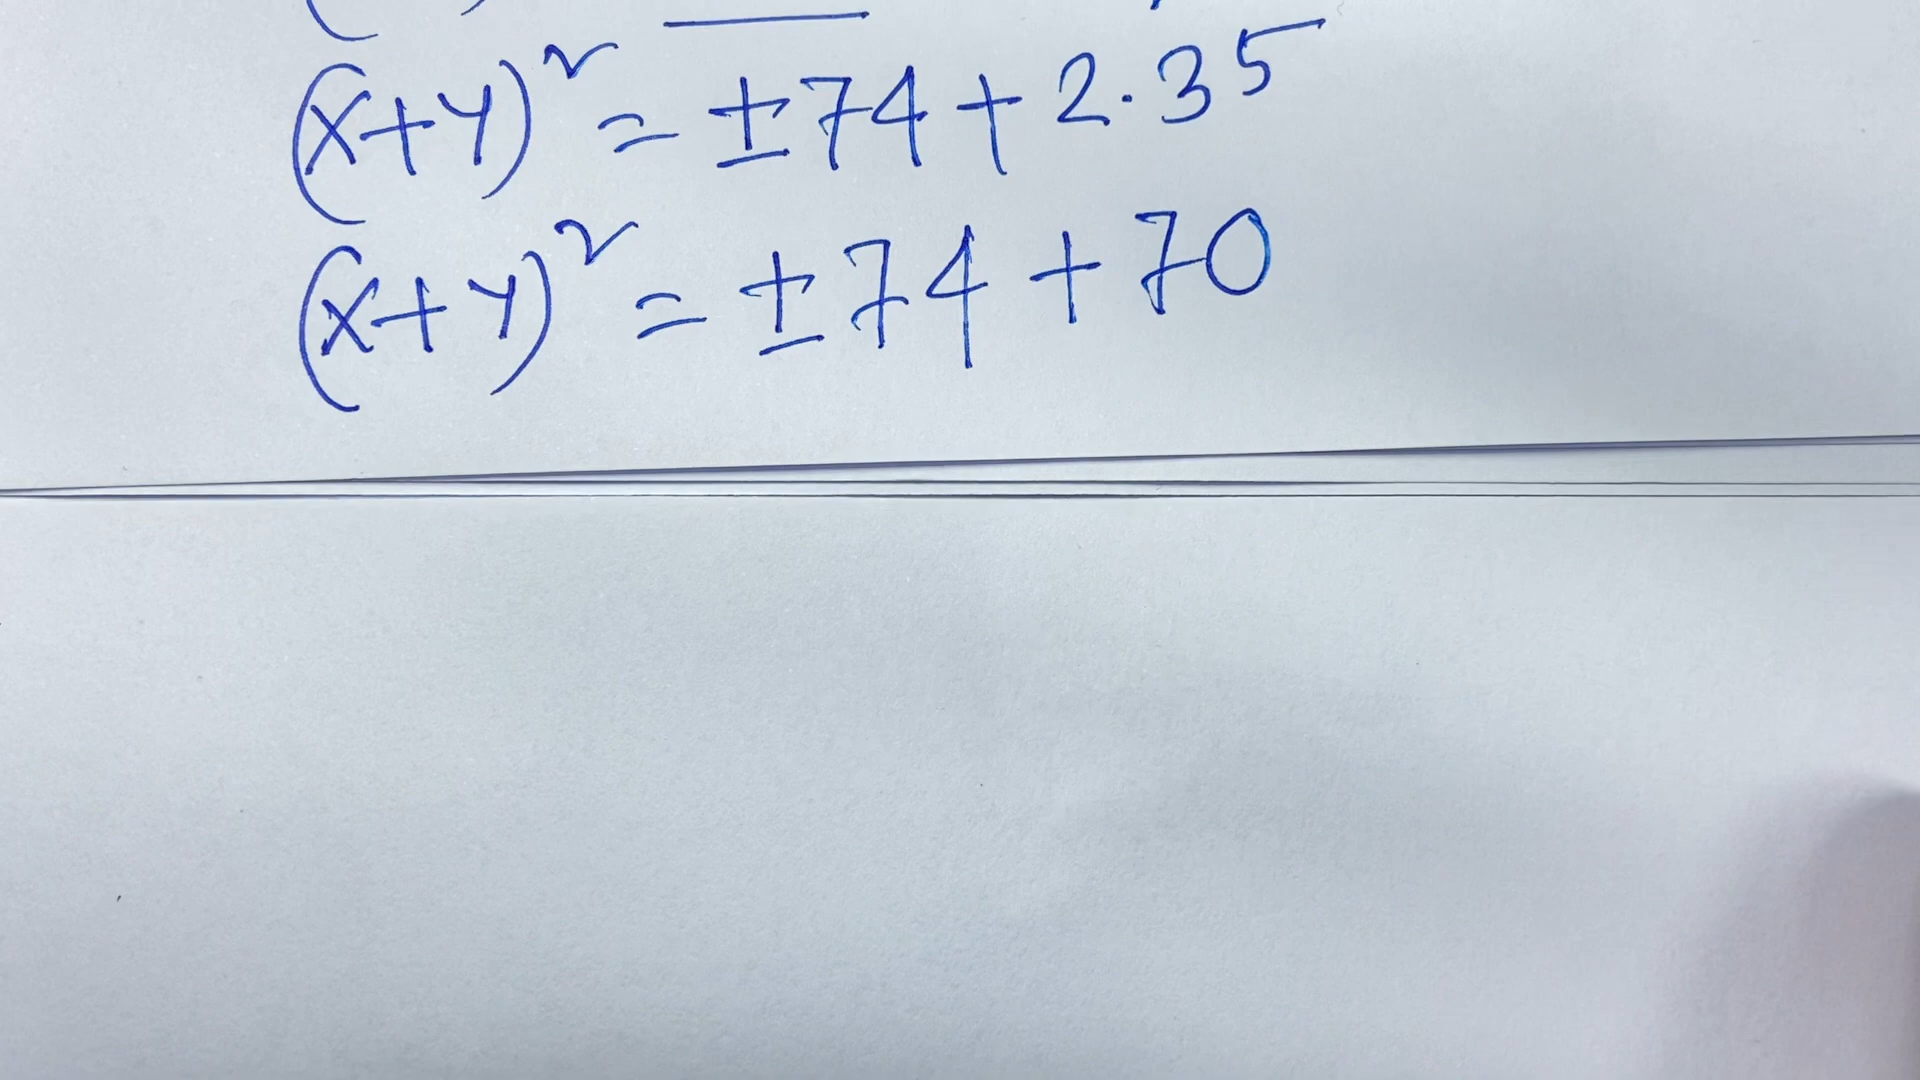 (x+y)² = ±74+2.35
(x+y)² = ±74+70